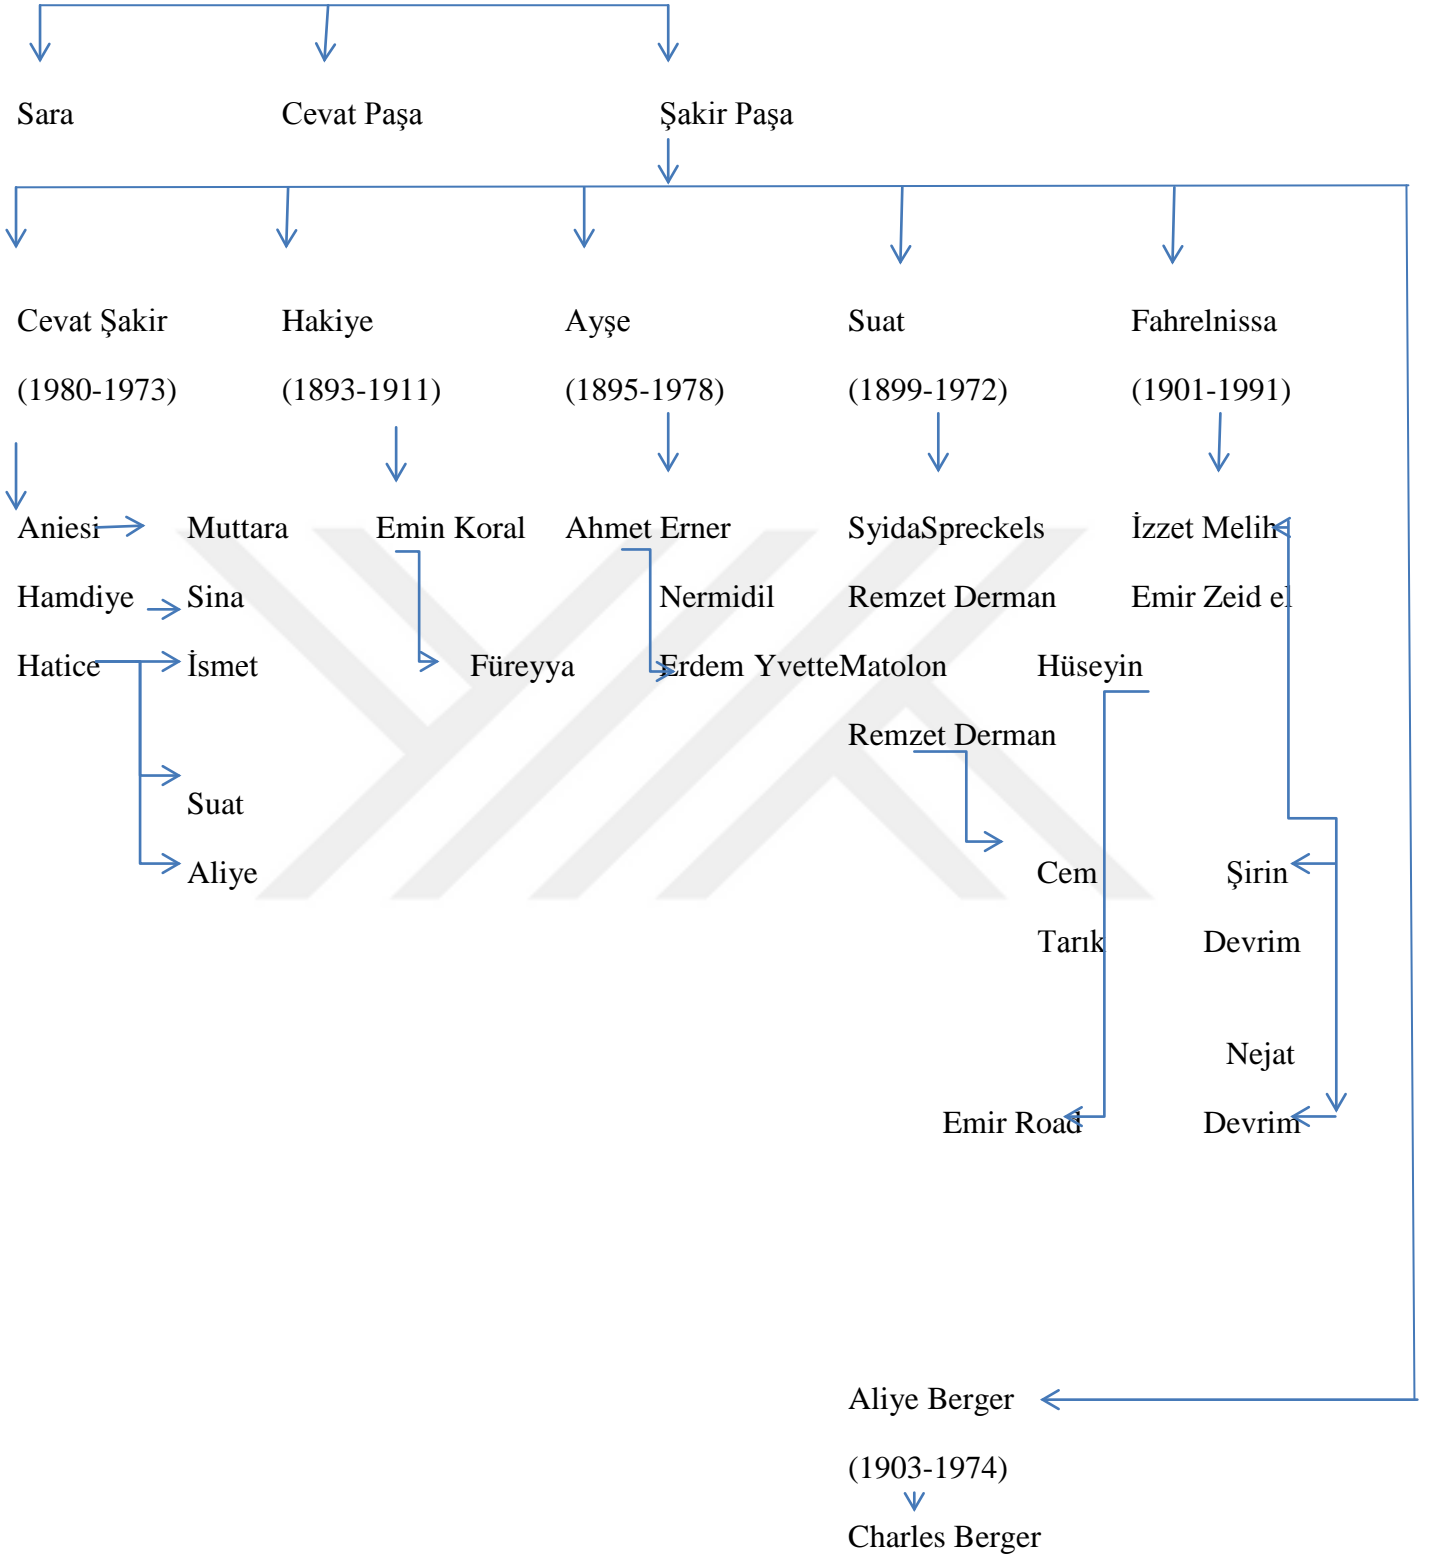 Sara Cevat Paşa Şakir Paşa
Cevat Şakir Hakiye Ayşe Suat Fahrelnissa
(1980-1973) (1893-1911) (1895-1978) (1899-1972) (1901-1991)
Aniesi Muttara Emin Koral Ahmet Erner SyidaSpreckels İzzet Melih
Hamdiye Sina Nermidil Remzet Derman Emir Zeid el
Hatice İsmet Füreyya Erdem YvetteMatolon Hüseyin
Remzet Derman
Suat
Aliye Cem Şirin
Tarık Devrim
Nejat
Emir Road Devrim
Aliye Berger
(1903-1974)
Charles Berger